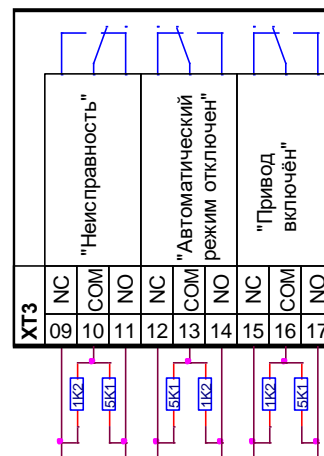 "Неисправность"
"Автоматический
режим отключен"
"Привод
включён"
XT3
NC COM NO NC COM NO NC COM NO
09 10 11 12 13 14 15 16 17
1K2 5K1 5K1 1K2 1K2 5K1